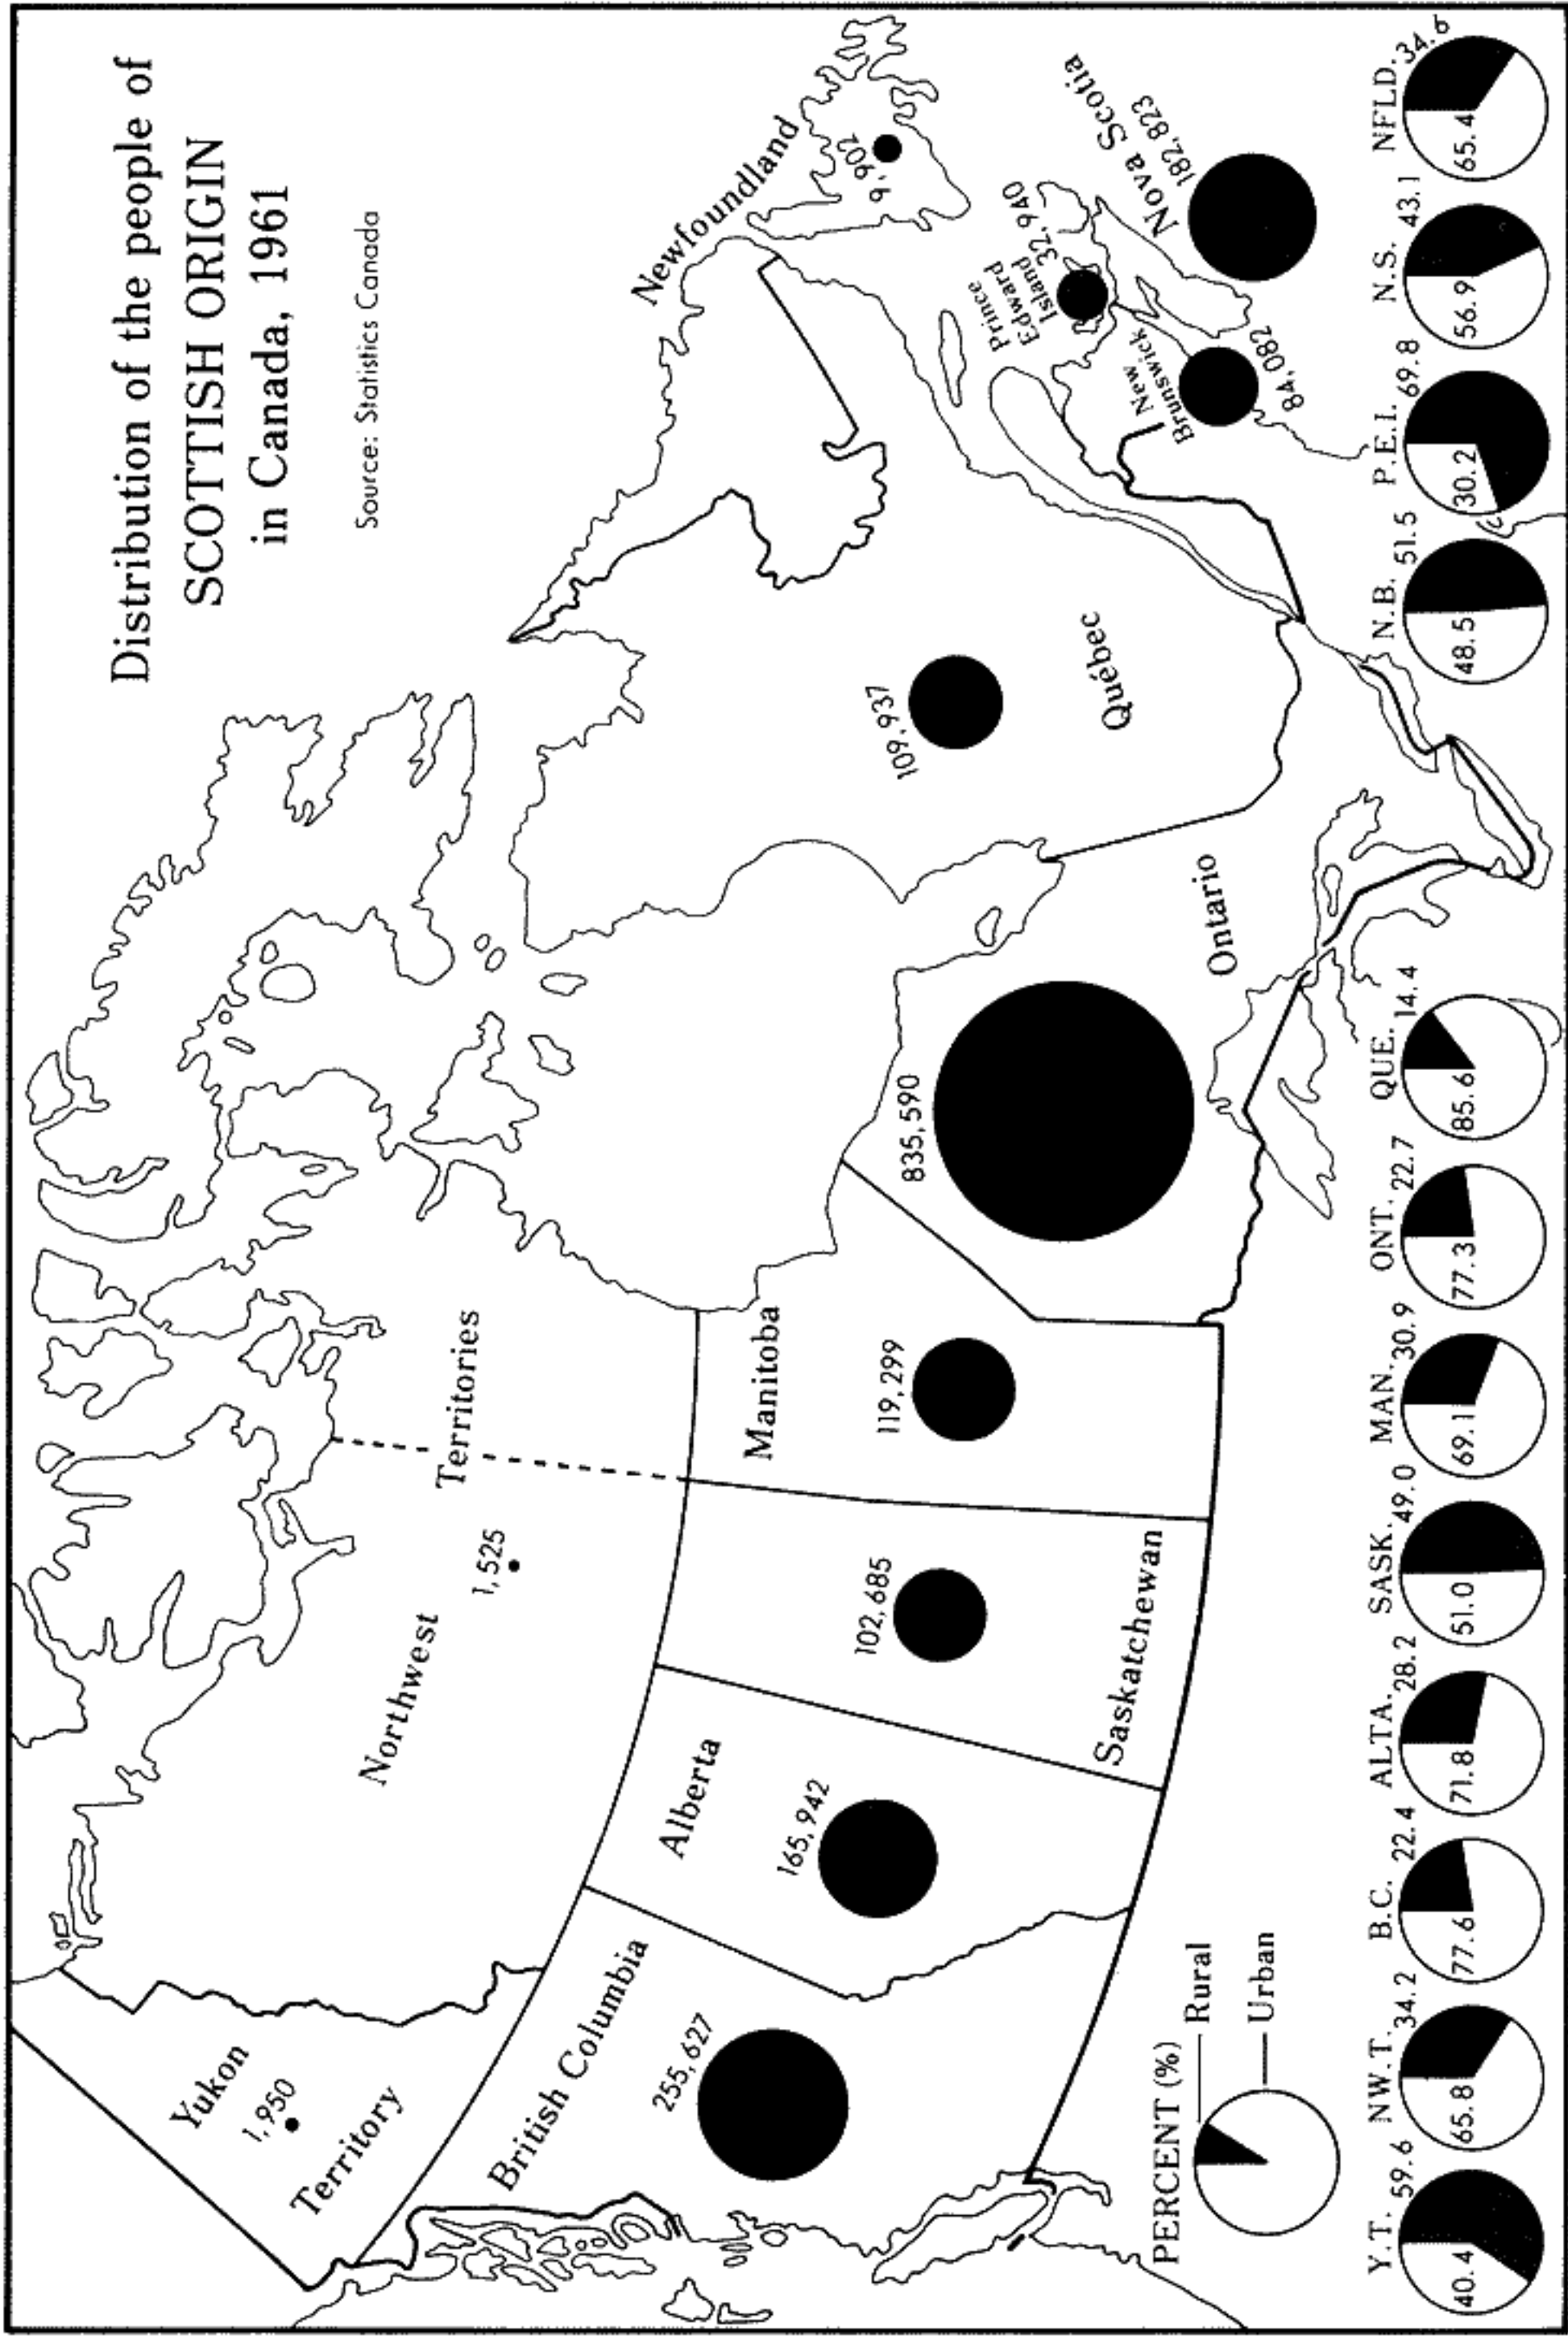 Distribution of the people of
SCOTTISH ORIGIN
in Canada, 1961
Source: Statistics Canada
Yukon
1,950
Territory
Northwest
Territories
1,525
British Columbia
255,627
Alberta
165,942
102,685
Saskatchewan
Manitoba
119,299
835,590
Ontario
109,937
Québec
Newfoundland
9,902
Prince
Edward
Island 32,940
New
Brunswick
84,082
Nova Scotia
182,823
PERCENT (%)
Rural
Urban
Y.T. 59.6
40.4
NW.T. 34.2
65.8
B.C. 22.4
77.6
ALTA. 28.2
71.8
SASK. 49.0
51.0
MAN. 30.9
69.1
ONT. 22.7
77.3
QUE. 14.4
85.6
N.B. 51.5
48.5
P.E.I. 69.8
30.2
N.S. 43.1
56.9
NFLD. 34.6
65.4